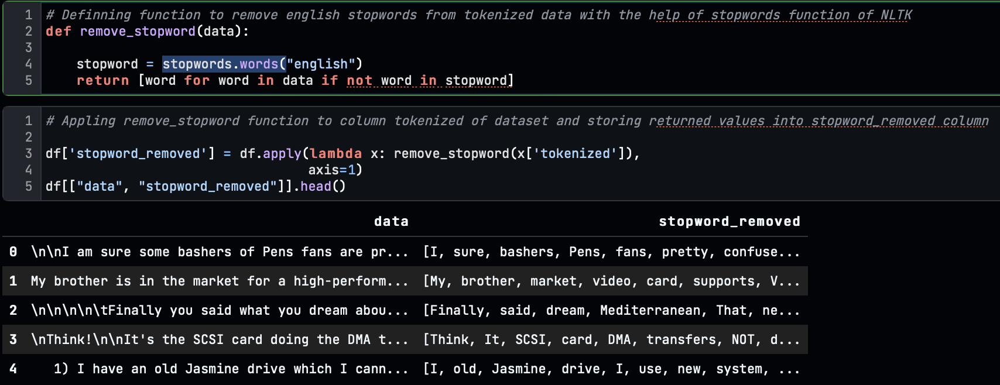 1 # Definning function to remove english stopwords from tokenized data with the help of stopwords function of NLTK
2 def remove_stopword(data):
3
4     stopword = stopwords.words("english")
5     return [word for word in data if not word in stopword]
1 # Appling remove_stopword function to column tokenized of dataset and storing returned values into stopword_removed column
2
3 df['stopword_removed'] = df.apply(lambda x: remove_stopword(x['tokenized']),
4                                   axis=1)
5 df[["data", "stopword_removed"]].head()
data stopword_removed
0 \n\nI am sure some bashers of Pens fans are pr... [I, sure, bashers, Pens, fans, pretty, confuse...
1 My brother is in the market for a high-perform... [My, brother, market, video, card, supports, V...
2 \n\n\n\n\tFinally you said what you dream abou... [Finally, said, dream, Mediterranean, That, ne...
3 \nThink!\n\nIt's the SCSI card doing the DMA t... [Think, It, SCSI, card, DMA, transfers, NOT, d...
4 1) I have an old Jasmine drive which I cann... [I, old, Jasmine, drive, I, use, new, system, ...